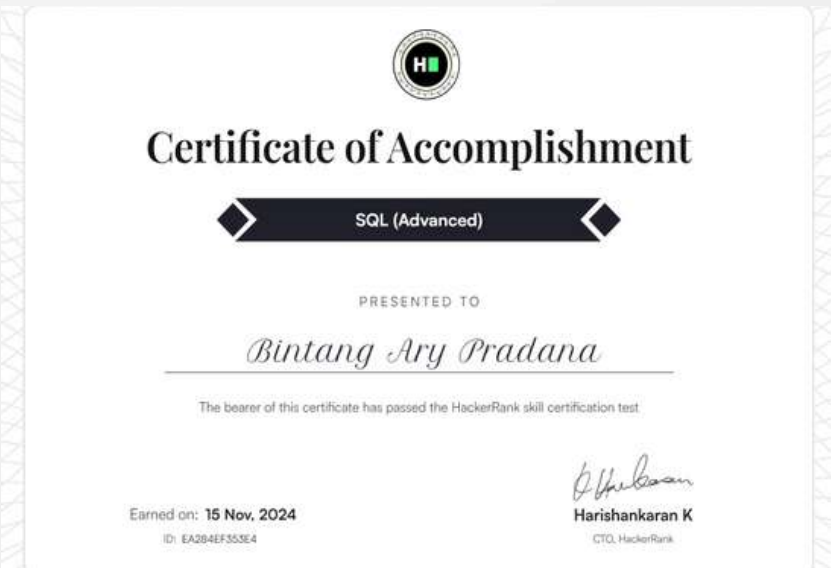 H
Certificate of Accomplishment
SQL (Advanced)
PRESENTED TO
Bintang Ary Pradana
The bearer of this certificate has passed the HackerRank skill certification test
Earned on: 15 Nov, 2024
ID: EA284EF353E4
Harishankaran K
CTO, HackerRank